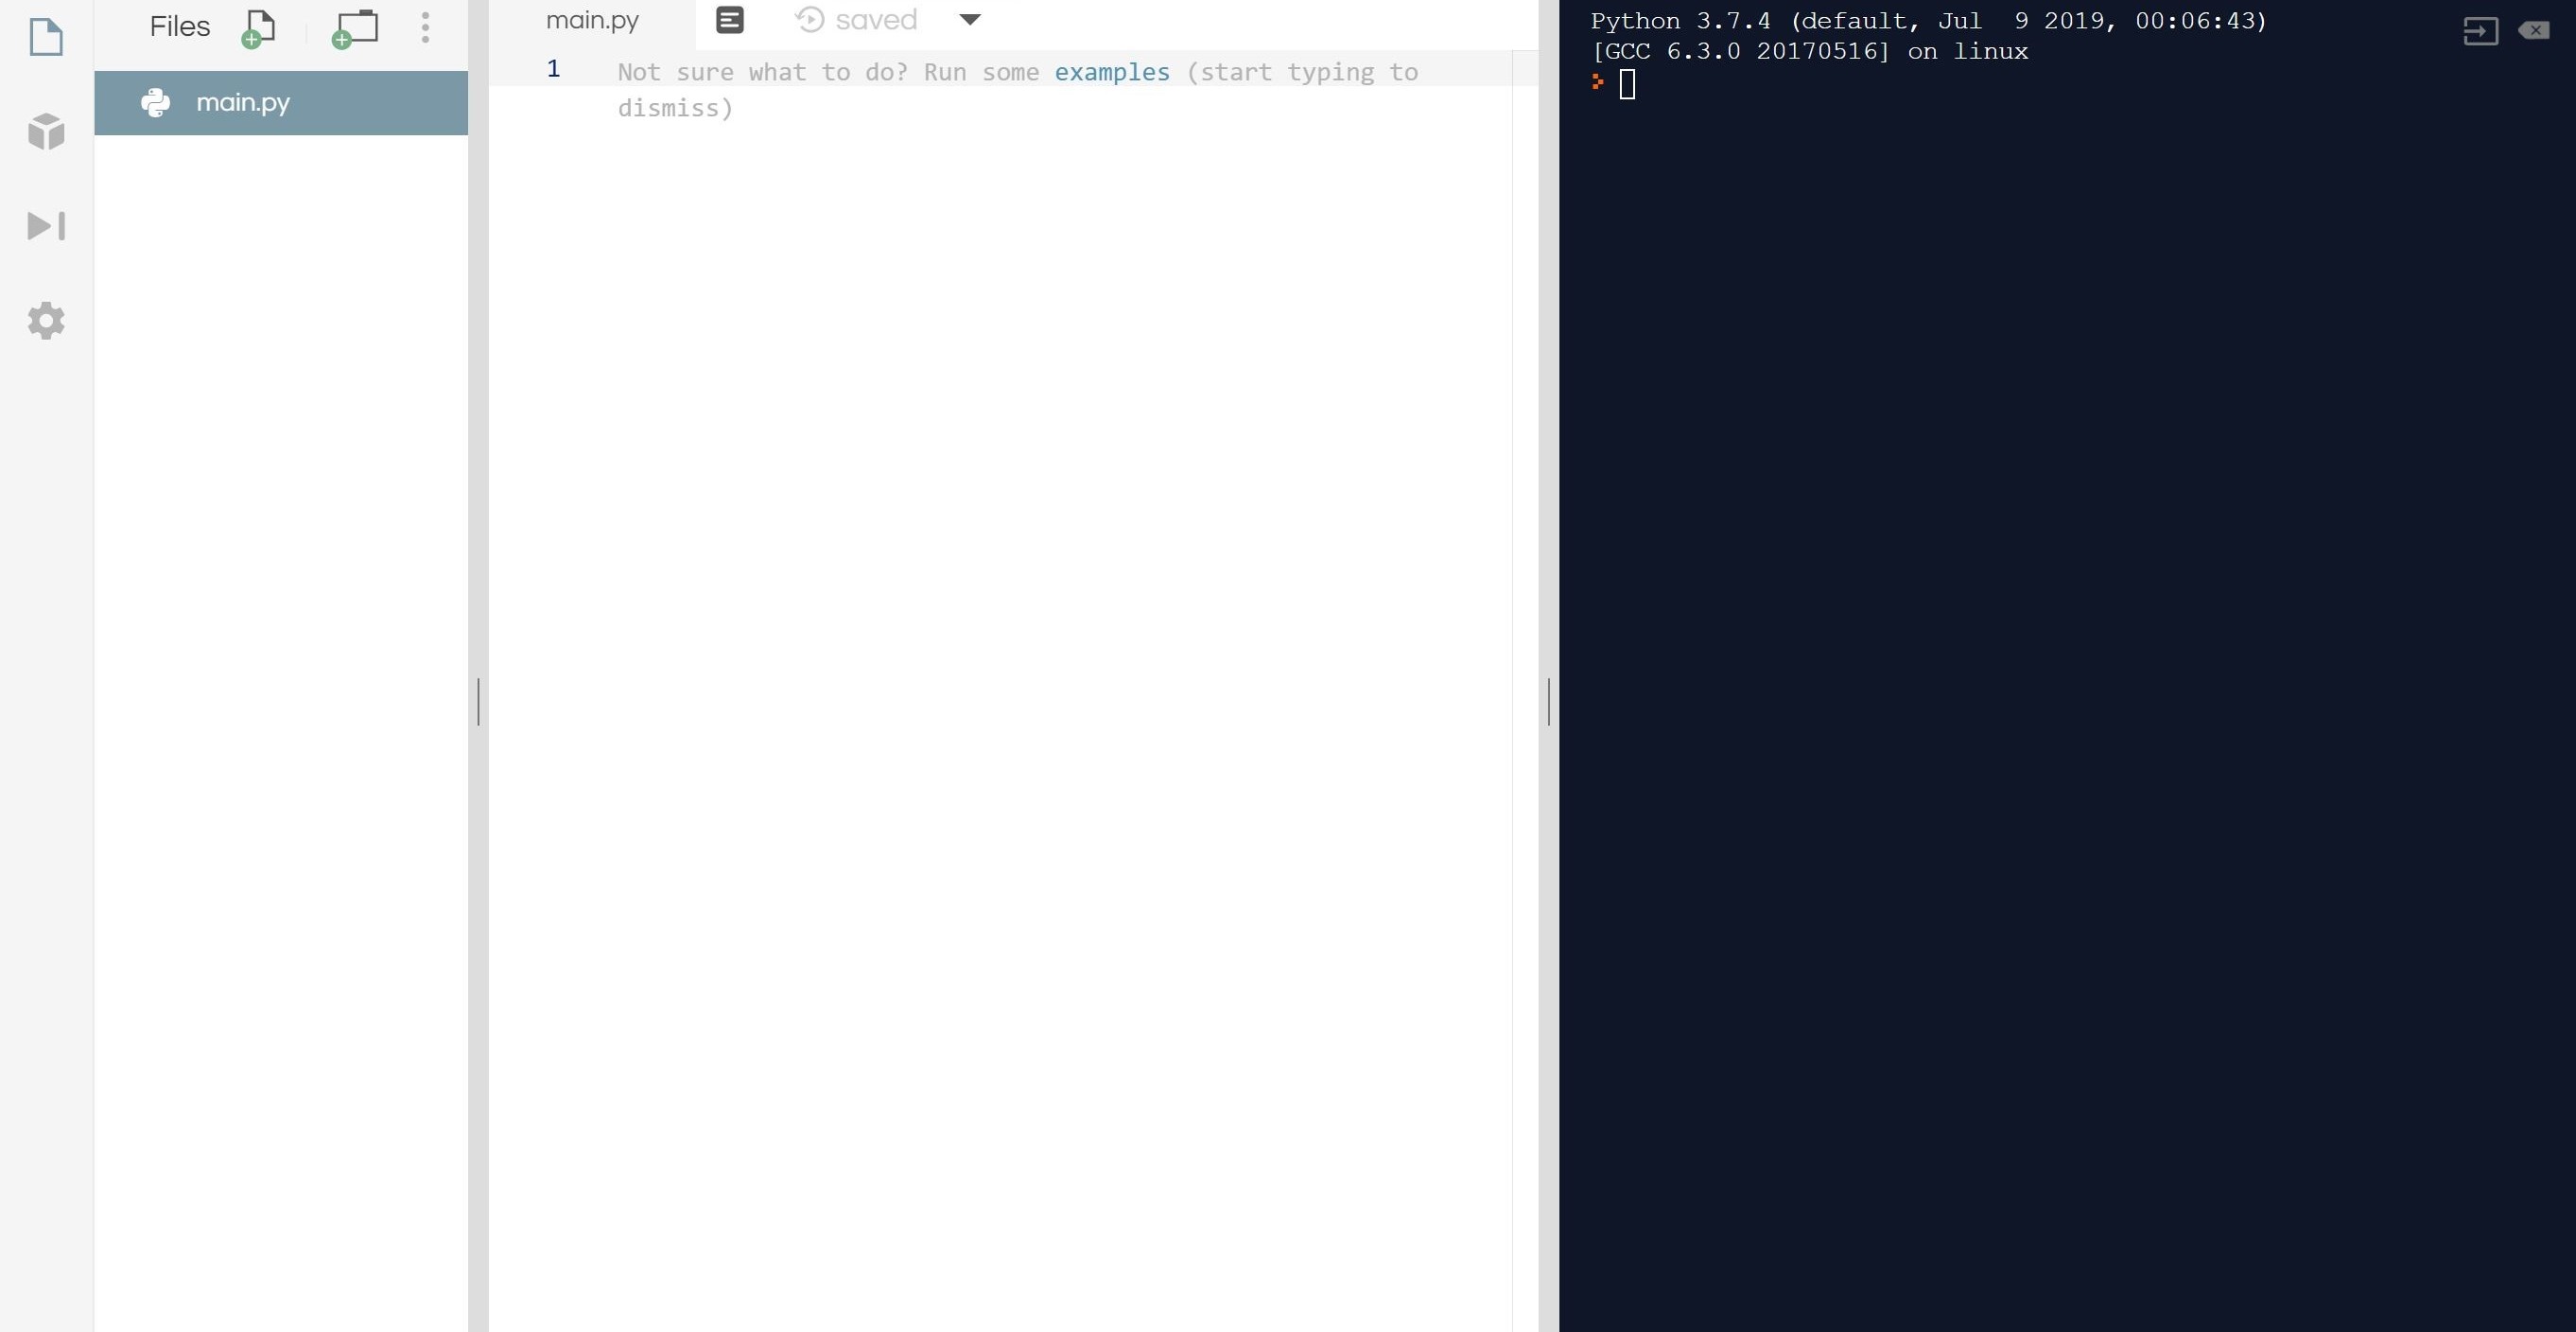 Files
main.py
main.py
saved
1
Not sure what to do? Run some examples (start typing to
dismiss)
Python 3.7.4 (default, Jul  9 2019, 00:06:43)
[GCC 6.3.0 20170516] on linux